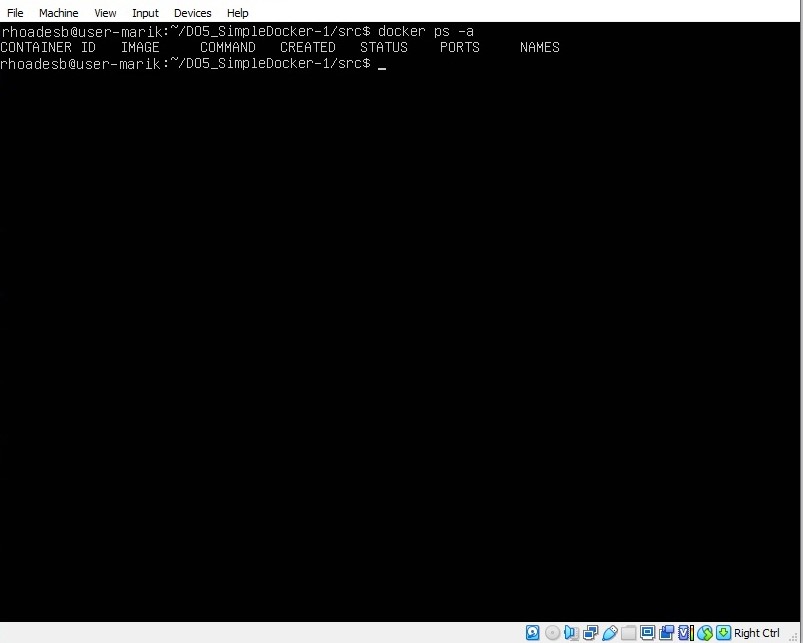 File Machine View Input Devices Help
rhoadesb@user-marik:~/DO5_SimpleDocker-1/src$ docker ps -a
CONTAINER ID IMAGE COMMAND CREATED STATUS PORTS NAMES
rhoadesb@user-marik:~/DO5_SimpleDocker-1/src$ _
Right Ctrl